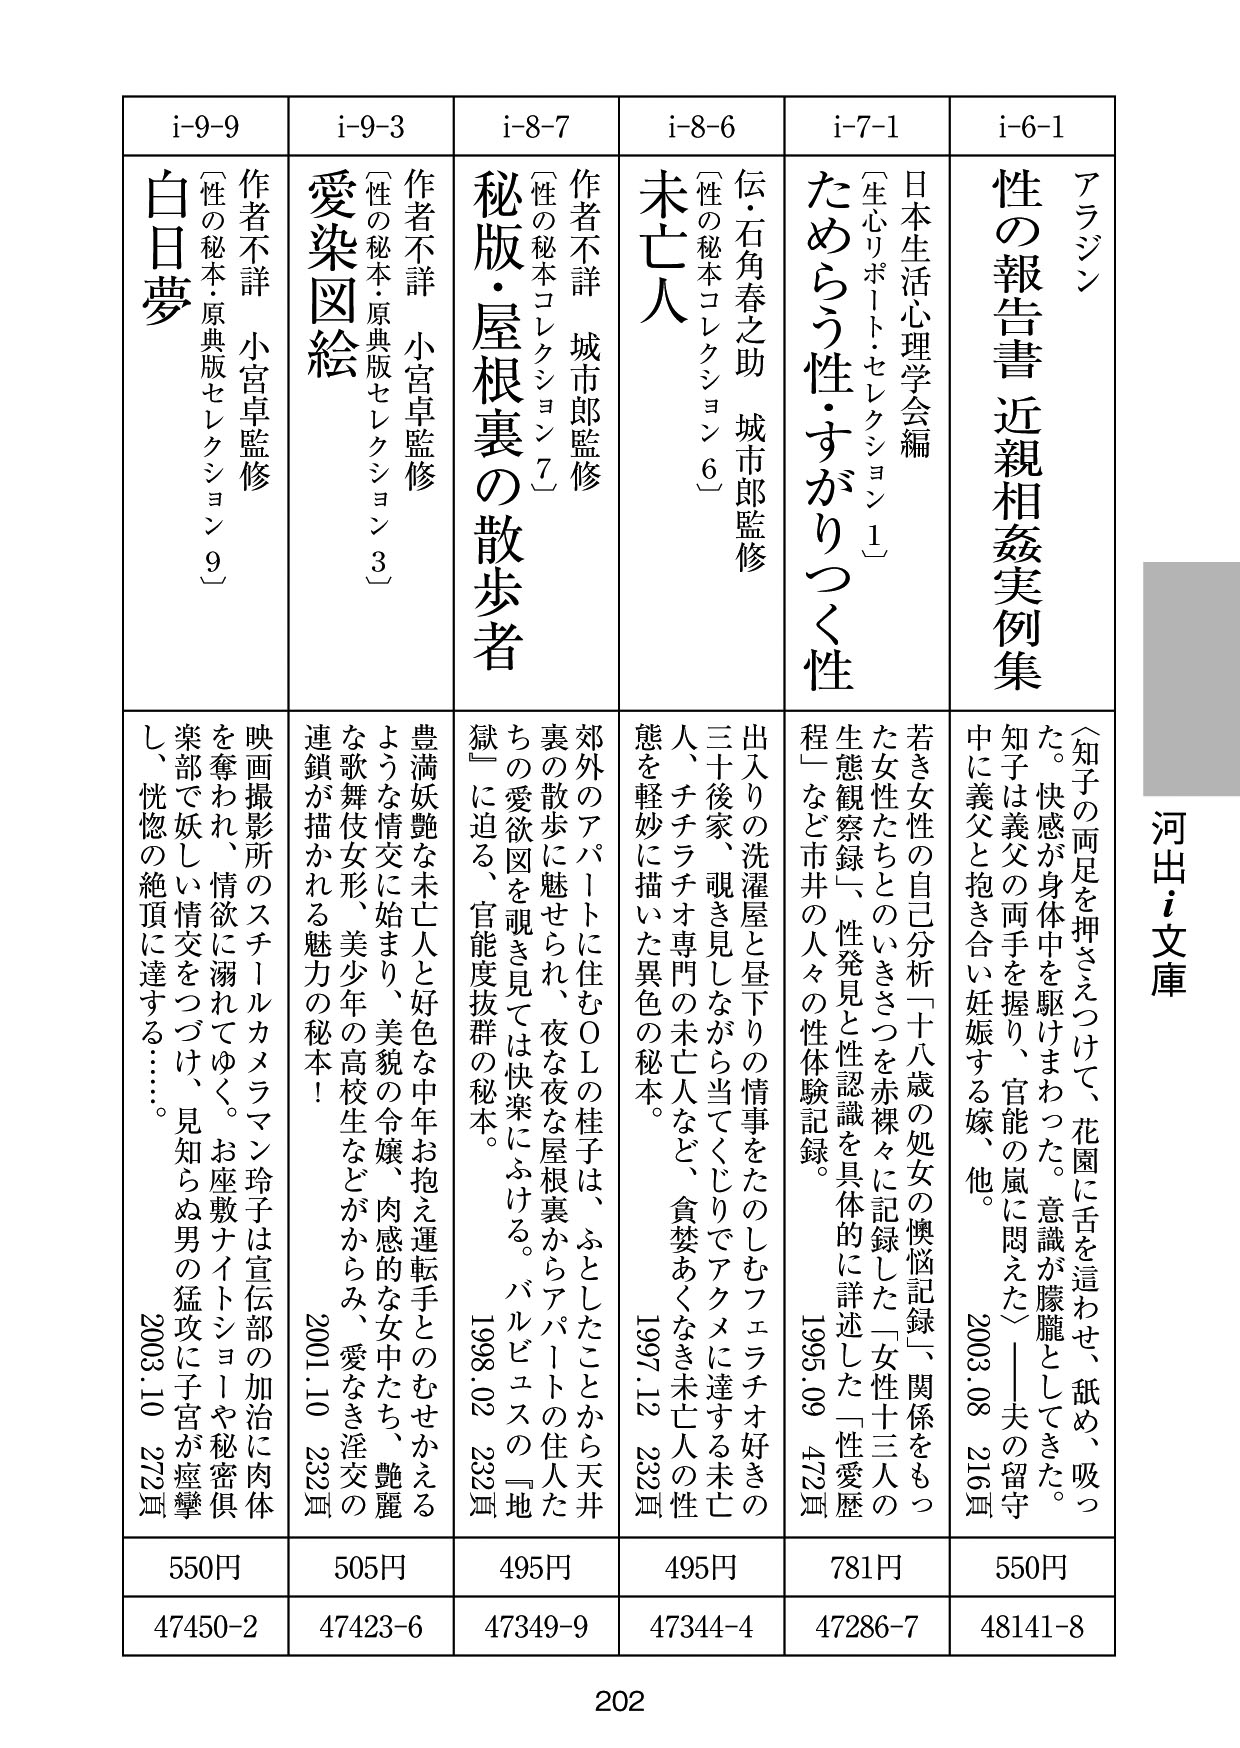 河出i文庫
i-6-1
アラジン
性の報告書 近親相姦実例集
〈知子の両足を押さえつけて、花園に舌を這わせ、舐め、吸っ
た。快感が身体中を駆けまわった。意識が朦朧としてきた。
知子は義父の両手を握り、官能の嵐に悶えた〉――夫の留守
中に義父と抱き合い妊娠する嫁、他。
2003.08 216頁
550円
48141-8
i-7-1
日本生活心理学会編
〔生心リポート・セレクション 1〕
ためらう性・すがりつく性
若き女性の自己分析「十八歳の処女の懊悩記録」、関係をもっ
た女性たちとのいきさつを赤裸々に記録した「女性十三人の
生態観察録」、性発見と性認識を具体的に詳述した「性愛歴
程」など市井の人々の性体験記録。
1995.09 472頁
781円
47286-7
i-8-6
伝・石角春之助 城市郎監修
〔性の秘本コレクション 6〕
未亡人
出入りの洗濯屋と昼下りの情事をたのしむフェラチオ好きの
三十後家、覗き見しながら当てくじりでアクメに達する未亡
人、チチラチオ専門の未亡人など、貪婪あくなき未亡人の性
態を軽妙に描いた異色の秘本。
1997.12 232頁
495円
47344-4
i-8-7
作者不詳 城市郎監修
〔性の秘本コレクション 7〕
秘版・屋根裏の散歩者
郊外のアパートに住むOLの桂子は、ふとしたことから天井
裏の散歩に魅せられ、夜な夜な屋根裏からアパートの住人た
ちの愛欲図を覗き見ては快楽にふける。バルビュスの『地
獄』に迫る、官能度抜群の秘本。
1998.02 232頁
495円
47349-9
i-9-3
作者不詳 小宮卓監修
〔性の秘本・原典版セレクション 3〕
愛染図絵
豊満妖艶な未亡人と好色な中年お抱え運転手とのむせかえる
ような情交に始まり、美貌の令嬢、肉感的な女中たち、艶麗
な歌舞伎女形、美少年の高校生などがからみ、愛なき淫交の
連鎖が描かれる魅力の秘本！
2001.10 232頁
505円
47423-6
i-9-9
作者不詳 小宮卓監修
〔性の秘本・原典版セレクション 9〕
白日夢
映画撮影所のスチールカメラマン玲子は宣伝部の加治に肉体
を奪われ、情欲に溺れてゆく。お座敷ナイトショーや秘密倶
楽部で妖しい情交をつづけ、見知らぬ男の猛攻に子宮が痙攣
し、恍惚の絶頂に達する……。
2003.10 272頁
550円
47450-2
202